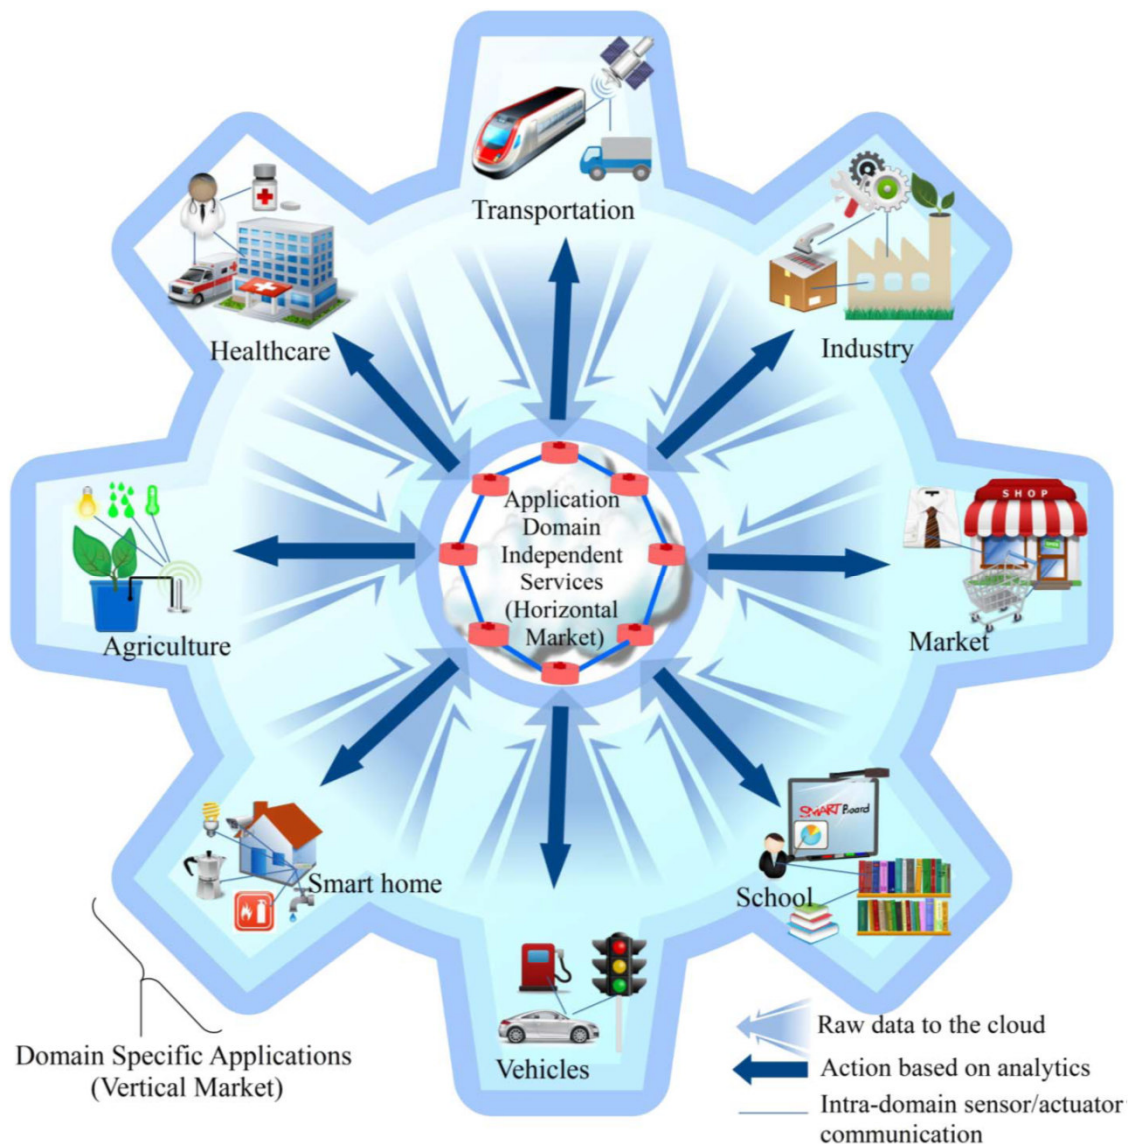 Transportation
Healthcare
Industry
Application
Domain
Independent
Services
(Horizontal
Market)
SHOP
Agriculture
Market
SMART Board
Smart home
School
Vehicles
Domain Specific Applications
(Vertical Market)
Raw data to the cloud
Action based on analytics
Intra-domain sensor/actuator
communication